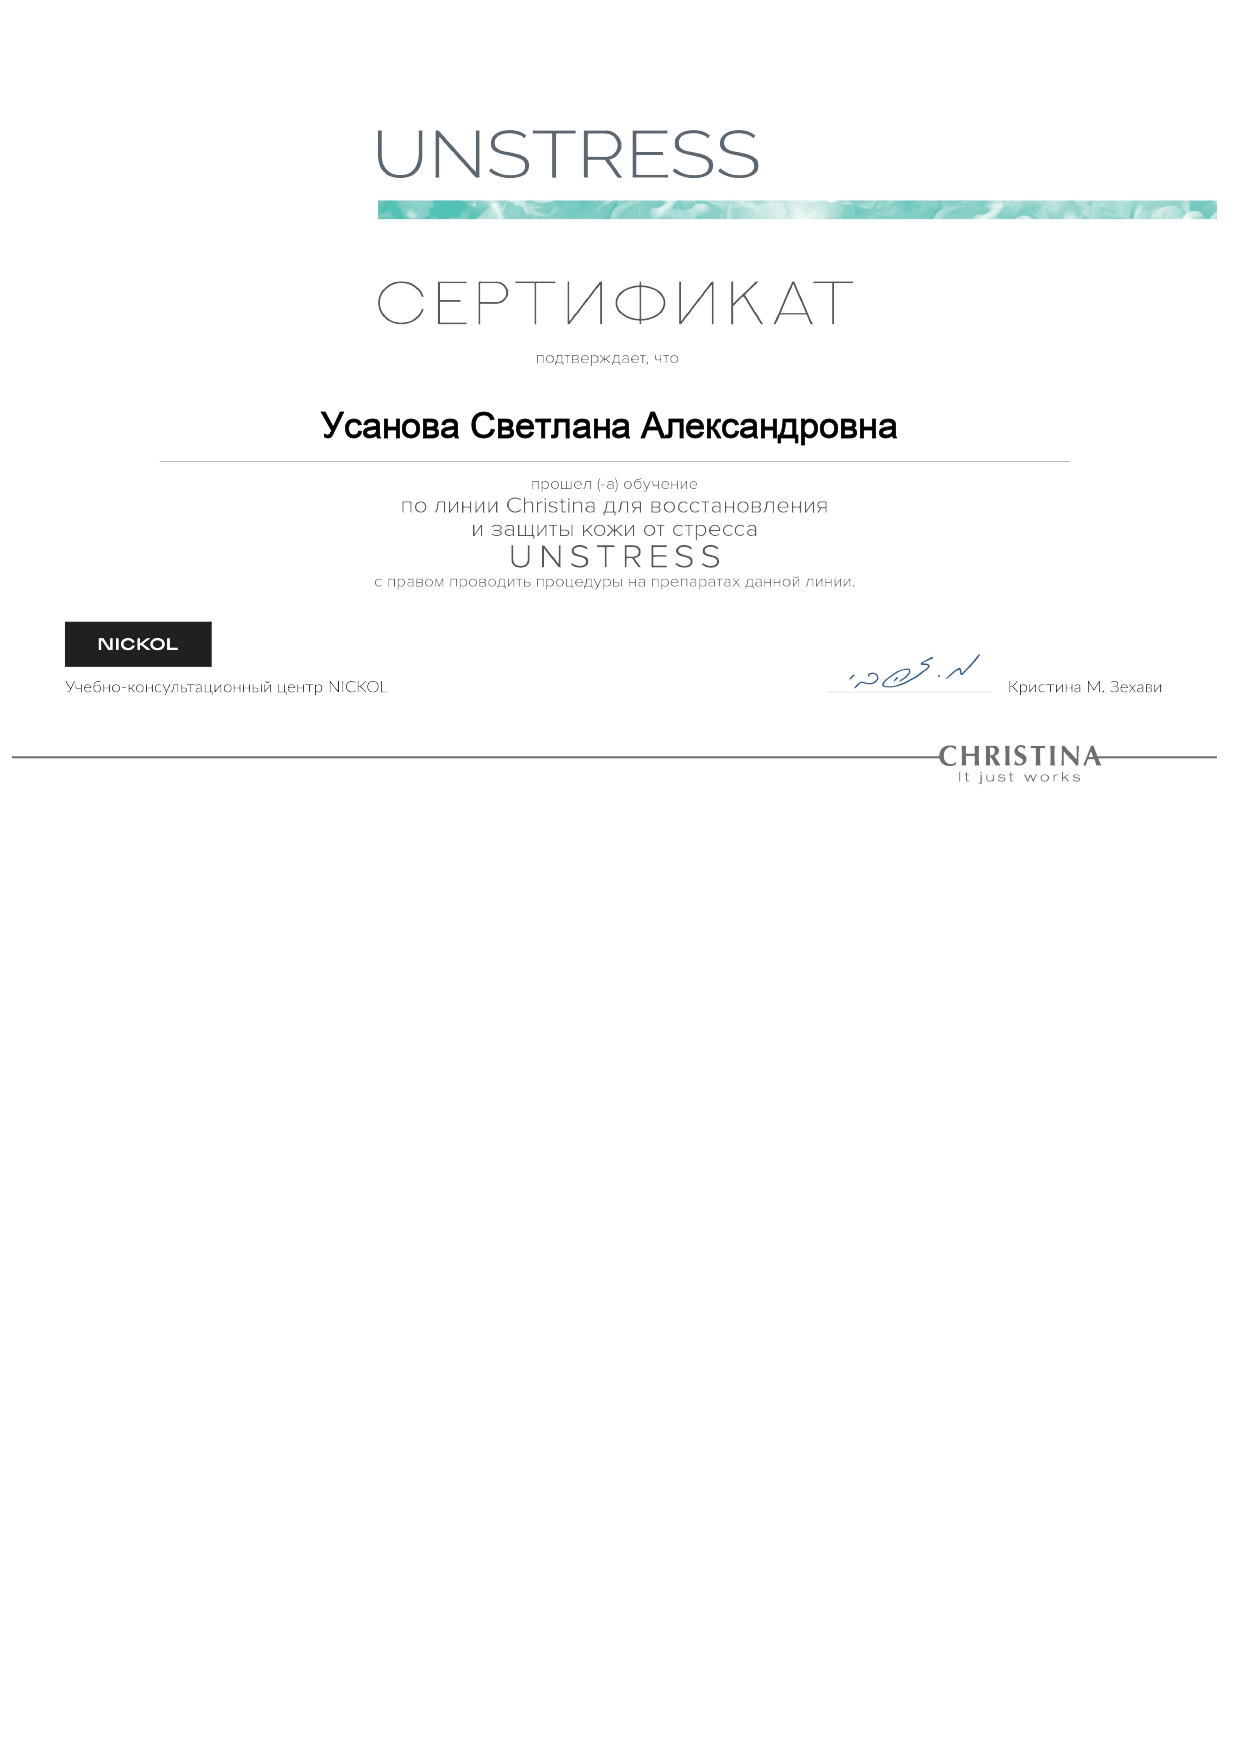 UNSTRESS
СЕРТИФИКАТ
подтверждает, что
Усанова Светлана Александровна
прошел (-а) обучение
по линии Christina для восстановления
и защиты кожи от стресса
UNSTRESS
с правом проводить процедуры на препаратах данной линии.
NICKOL
Учебно-консультационный центр NICKOL
Кристина М. Зехави
CHRISTINA
It just works